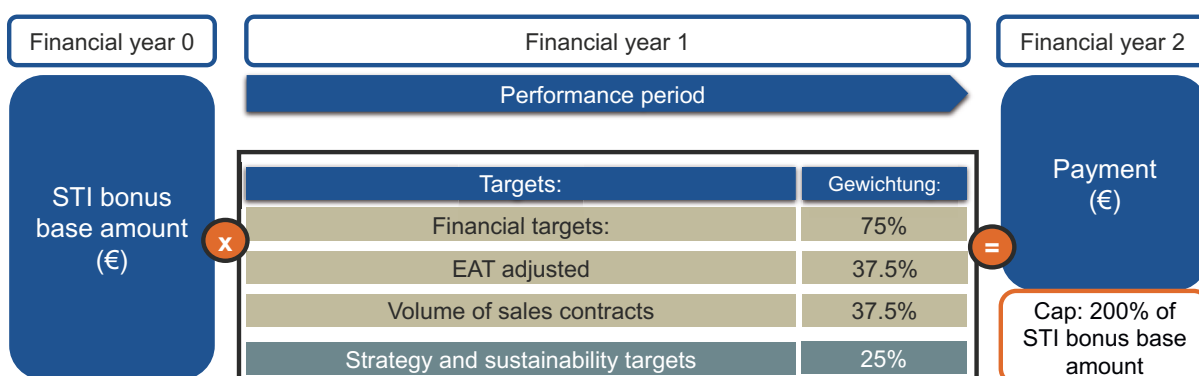 Financial year 0
Financial year 1
Financial year 2
Performance period
STI bonus
base amount
(€)
x
Targets:
Gewichtung:
Financial targets:
75%
EAT adjusted
37.5%
Volume of sales contracts
37.5%
Strategy and sustainability targets
25%
=
Payment
(€)
Cap: 200% of
STI bonus base
amount